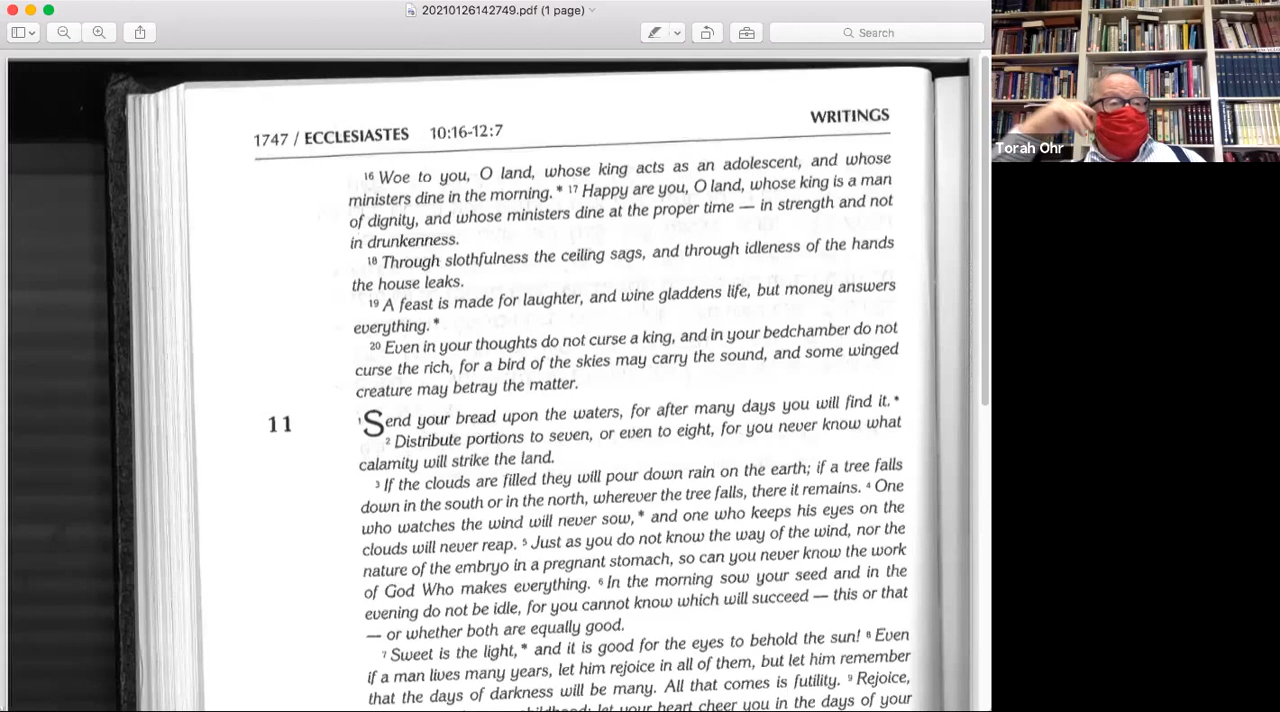 20210126142749.pdf (1 page)
Search
Torah Ohr
1747 / ECCLESIASTES 10:16-12:7
WRITINGS
16 Woe to you, O land, whose king acts as an adolescent, and whose
ministers dine in the morning.* 17 Happy are you, O land, whose king is a man
of dignity, and whose ministers dine at the proper time — in strength and not
in drunkenness.
18 Through slothfulness the ceiling sags, and through idleness of the hands
the house leaks.
19 A feast is made for laughter, and wine gladdens life, but money answers
everything.*
20 Even in your thoughts do not curse a king, and in your bedchamber do not
curse the rich, for a bird of the skies may carry the sound, and some winged
creature may betray the matter.
11
1 Send your bread upon the waters, for after many days you will find it.*
2 Distribute portions to seven, or even to eight, for you never know what
calamity will strike the land.
3 If the clouds are filled they will pour down rain on the earth; if a tree falls
down in the south or in the north, wherever the tree falls, there it remains. 4 One
who watches the wind will never sow,* and one who keeps his eyes on the
clouds will never reap. 5 Just as you do not know the way of the wind, nor the
nature of the embryo in a pregnant stomach, so can you never know the work
of God Who makes everything. 6 In the morning sow your seed and in the
evening do not be idle, for you cannot know which will succeed — this or that
— or whether both are equally good.
7 Sweet is the light,* and it is good for the eyes to behold the sun! 8 Even
if a man lives many years, let him rejoice in all of them, but let him remember
that the days of darkness will be many. All that comes is futility. 9 Rejoice,
childhood; let your heart cheer you in the days of your